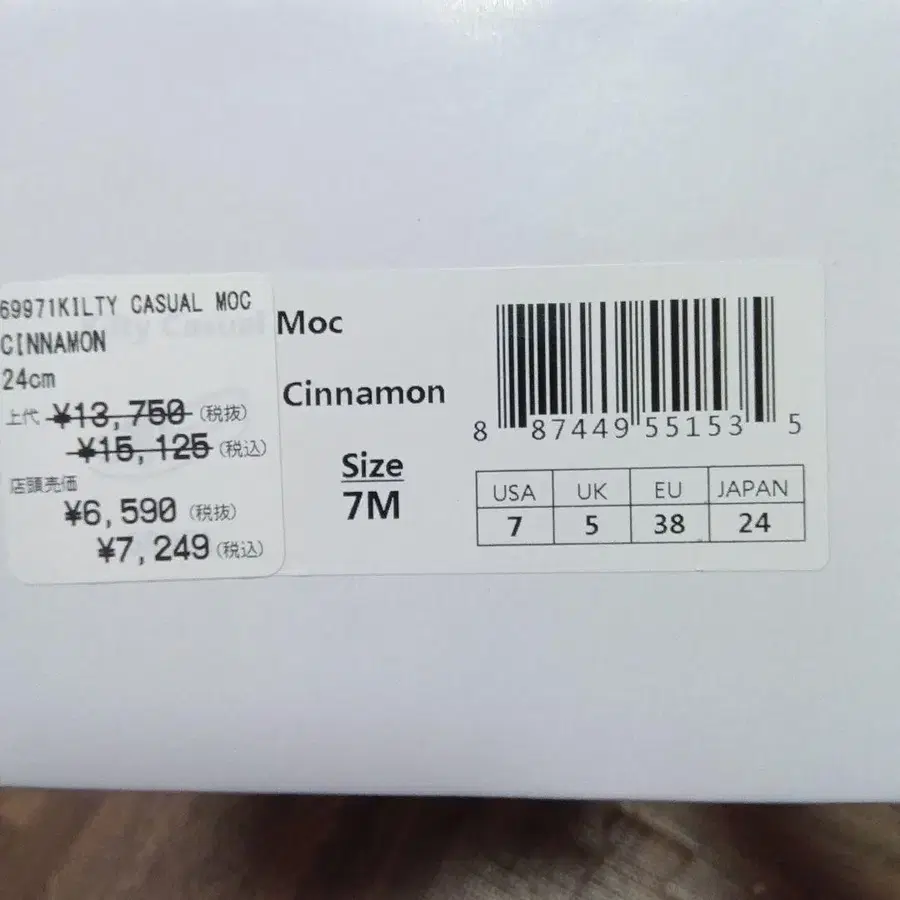 69971KILTY CASUAL MOC
CINNAMON
24cm
上代 ¥13,750 (税抜)
¥15,125 (税込)
店頭売価
¥6,590 (税抜)
¥7,249 (税込)
Moc
Cinnamon
Size
7M
8 87449 55153 5
USA UK EU JAPAN
7 5 38 24